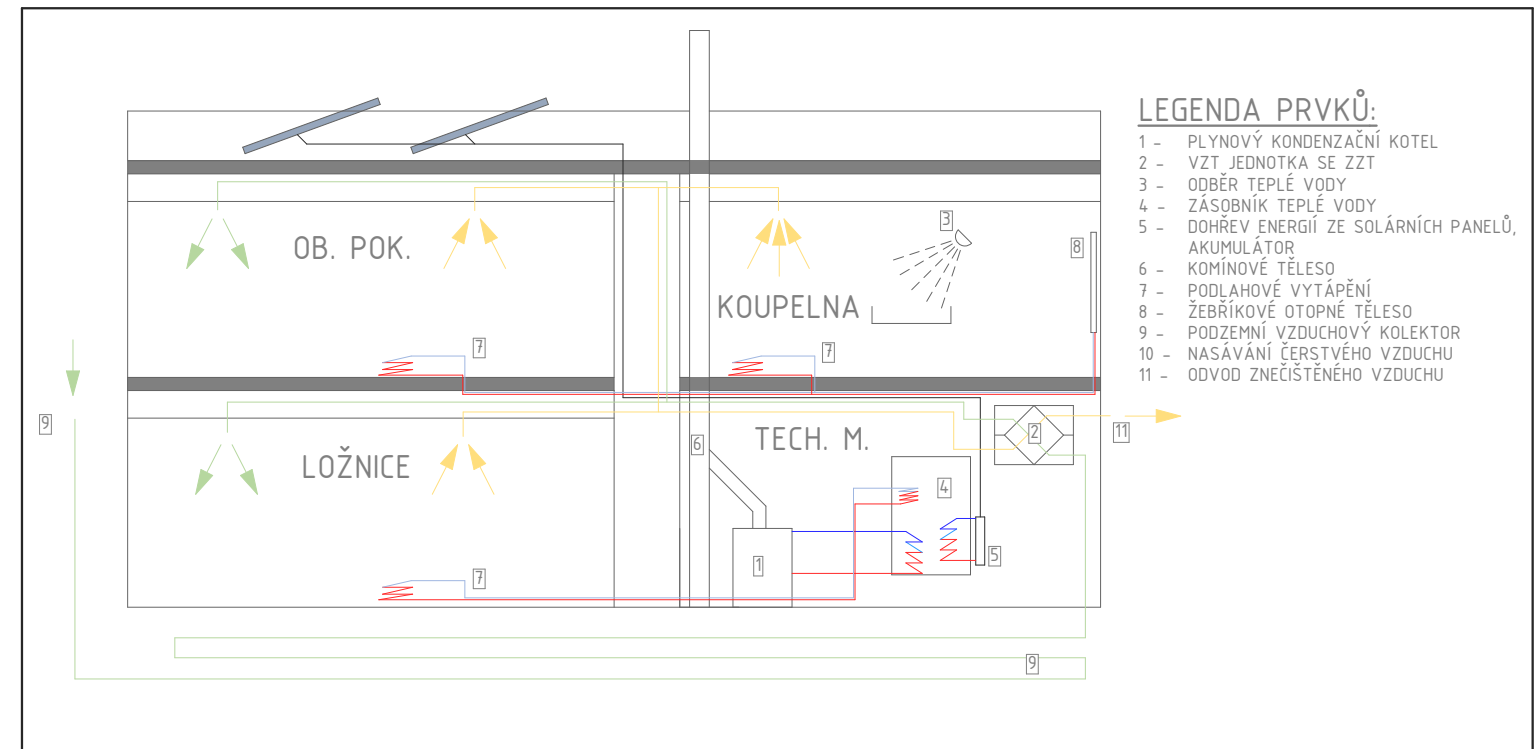 LEGENDA PRVKŮ:
1 - PLYNOVÝ KONDENZAČNÍ KOTEL
2 - VZT JEDNOTKA SE ZZT
3 - ODBĚR TEPLÉ VODY
4 - ZÁSOBNÍK TEPLÉ VODY
5 - DOHŘEV ENERGIÍ ZE SOLÁRNÍCH PANELŮ,
AKUMULÁTOR
6 - KOMÍNOVÉ TĚLESO
7 - PODLAHOVÉ VYTÁPĚNÍ
8 - ŽEBŘÍKOVÉ OTOPNÉ TĚLESO
9 - PODZEMNÍ VZDUCHOVÝ KOLEKTOR
10 - NASÁVÁNÍ ČERSTVÉHO VZDUCHU
11 - ODVOD ZNEČIŠTĚNÉHO VZDUCHU
3
OB. POK.
8
KOUPELNA
7
7
9
11
2
TECH. M.
6
LOŽNICE
4
5
1
7
9